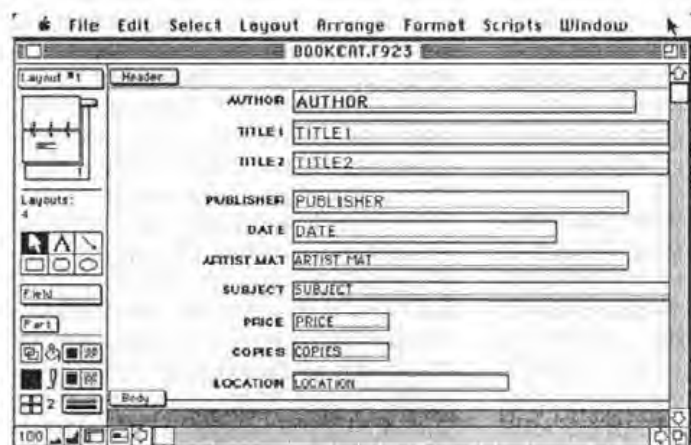 File Edit Select Layout Arrange Format Scripts Window
BOOKCAT.F923
Layout #1
Header
AUTHOR AUTHOR
TITLE1 TITLE1
TITLE2 TITLE2
Layouts:
4
PUBLISHER PUBLISHER
DATE DATE
ARTIST MAT ARTIST MAT
SUBJECT SUBJECT
Field
PRICE PRICE
Part
COPIES COPIES
LOCATION LOCATION
2
Body
100